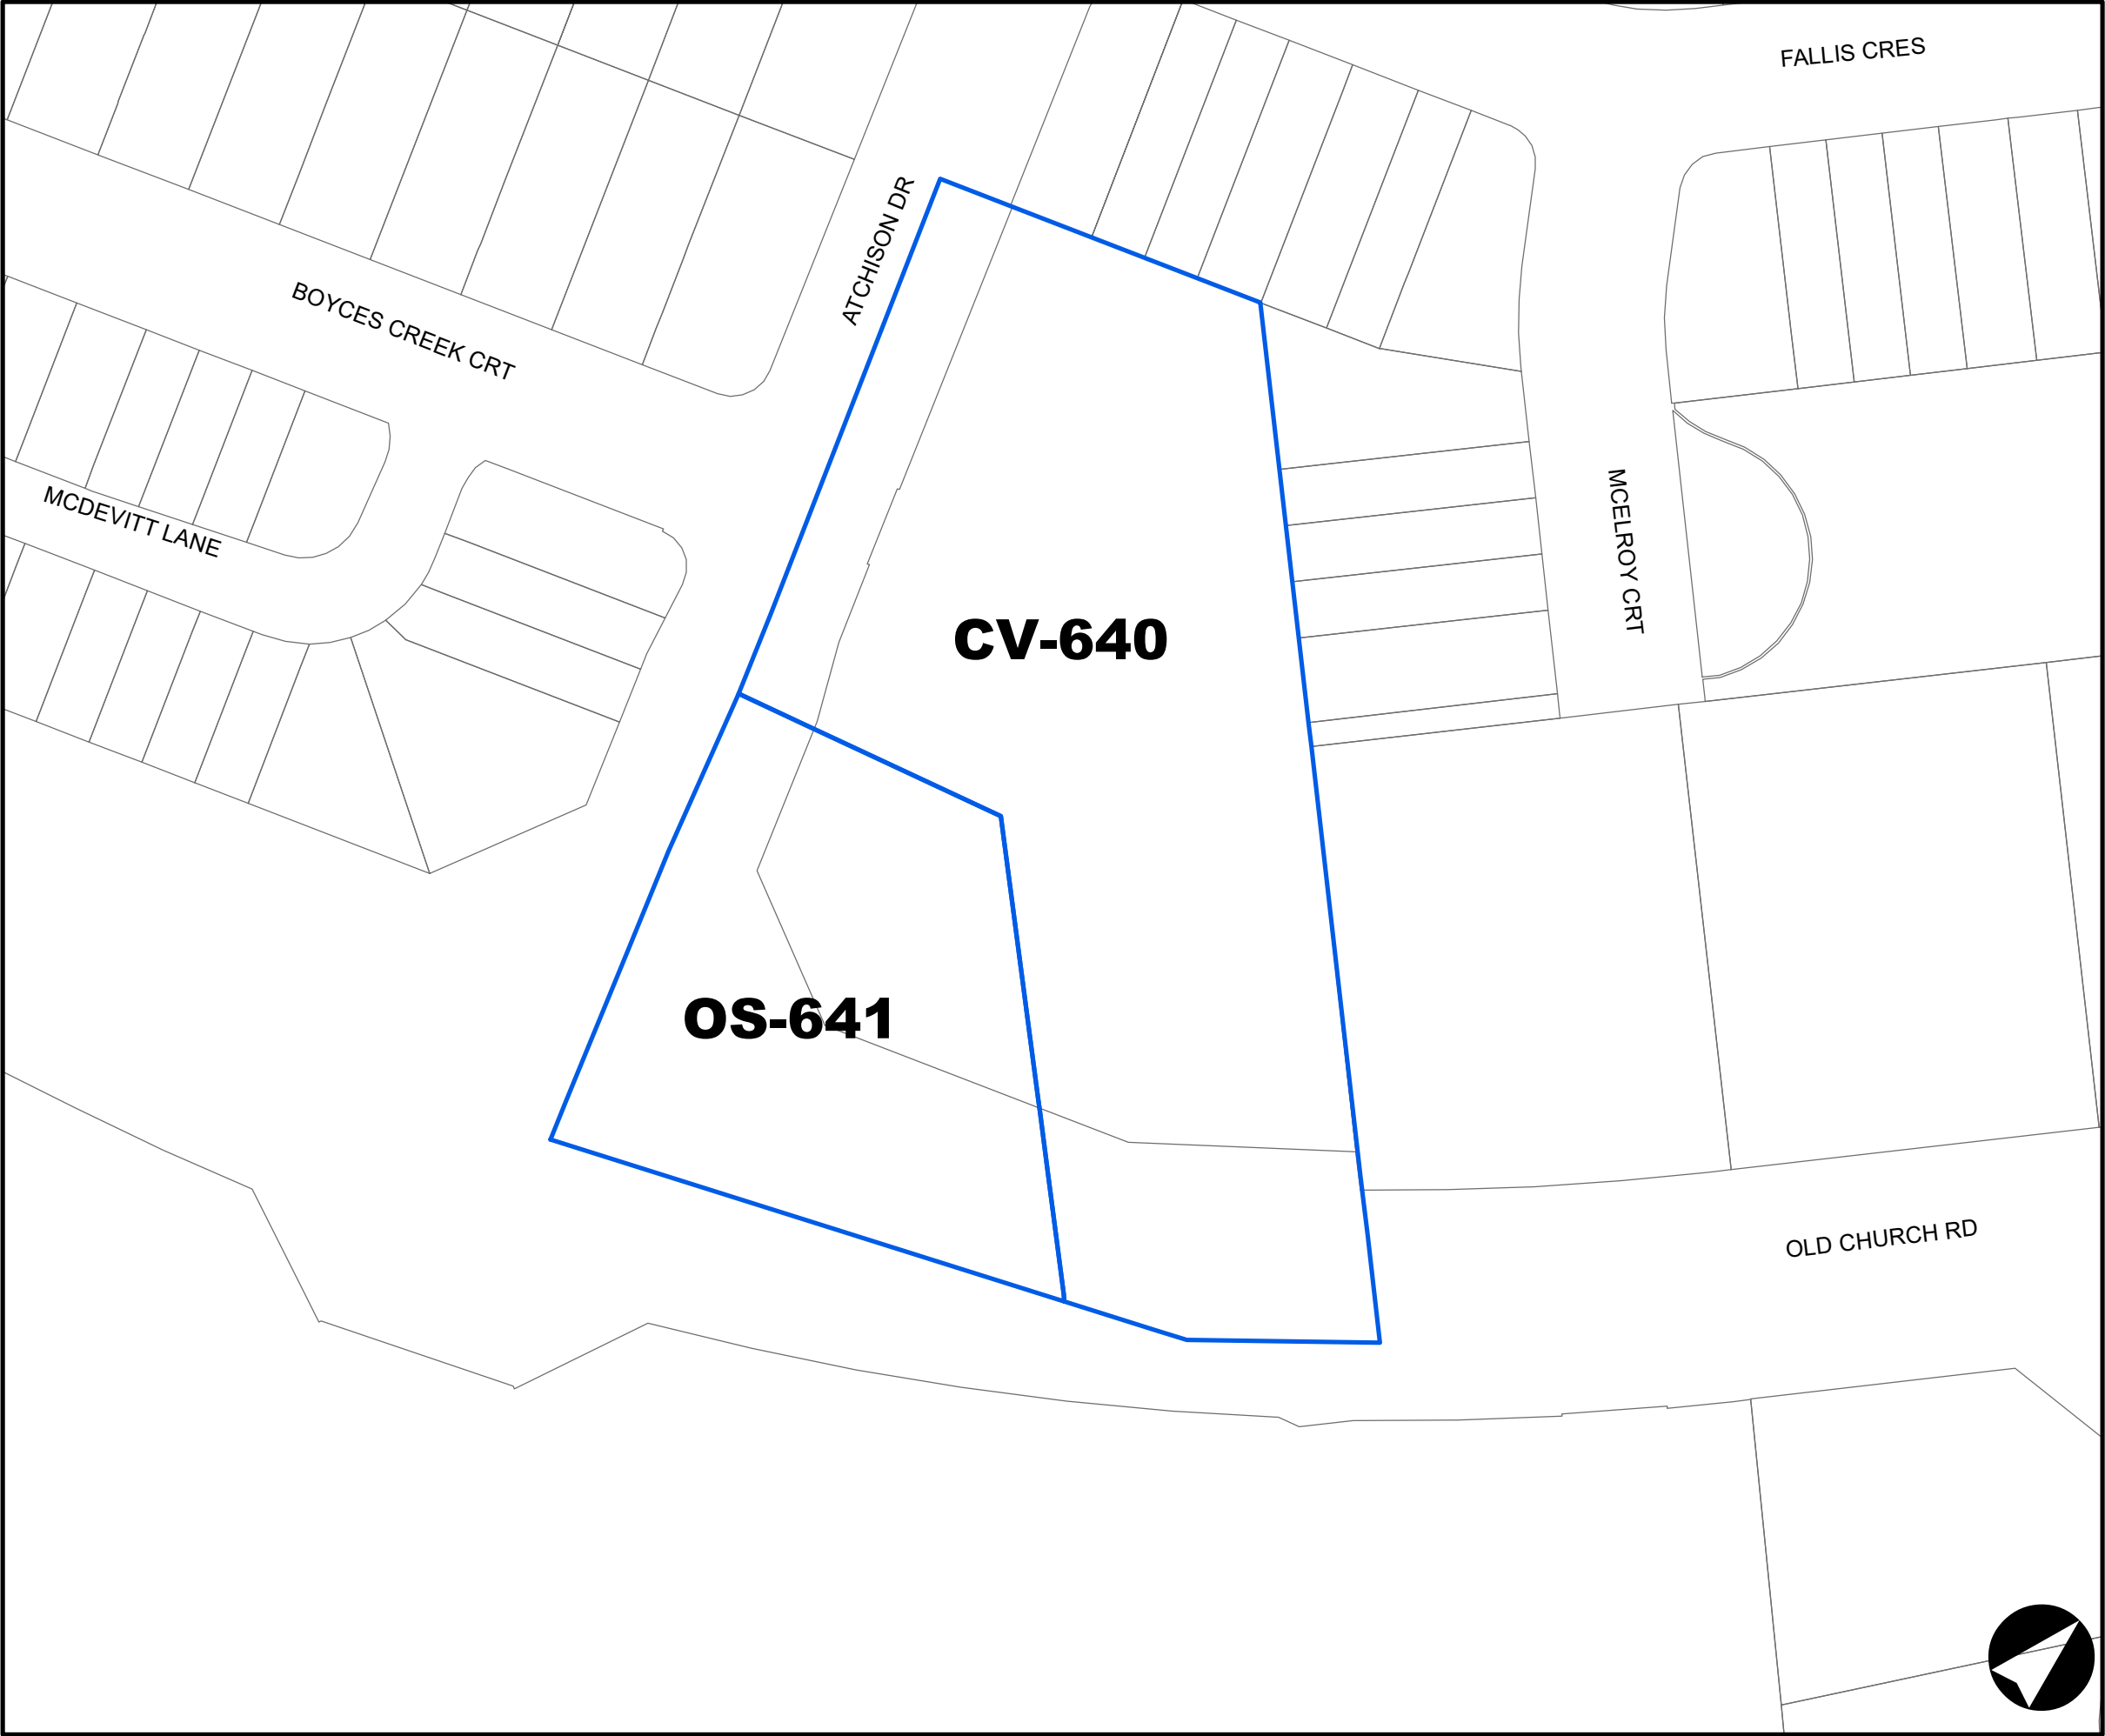 FALLIS CRES
ATCHISON DR
BOYCES CREEK CRT
MCDEVITT LANE
MCELROY CRT
CV-640
OS-641
OLD CHURCH RD